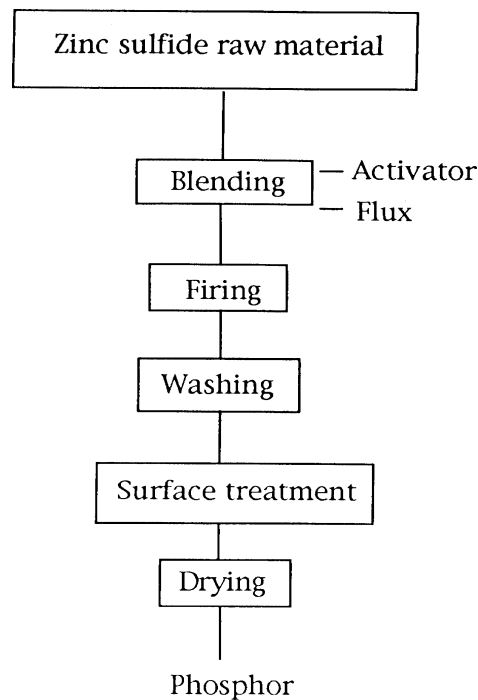 Zinc sulfide raw material
Blending
Activator
Flux
Firing
Washing
Surface treatment
Drying
Phosphor